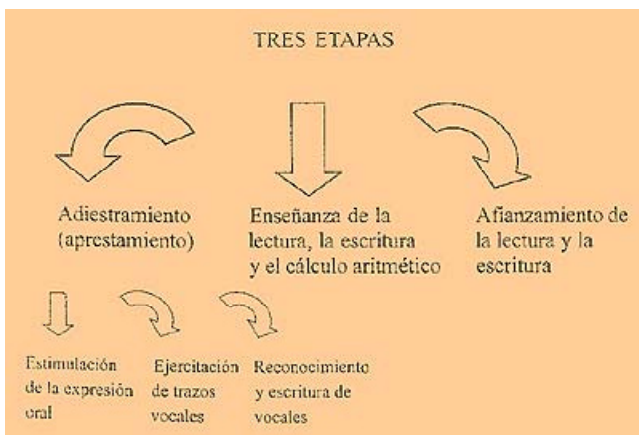 TRES ETAPAS
Adiestramiento
(aprestamiento)
Enseñanza de la
lectura, la escritura
y el cálculo aritmético
Afianzamiento de
la lectura y la
escritura
Estimulación
de la expresión
oral
Ejercitación
de trazos
vocales
Reconocimiento
y escritura de
vocales